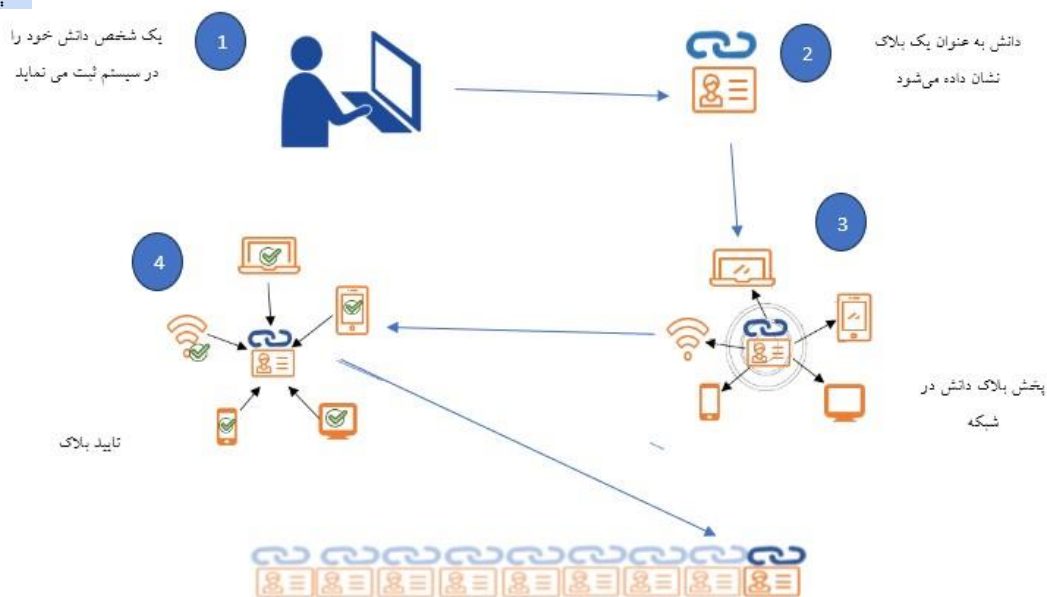 1
یک شخص دانش خود را
در سیستم ثبت می نماید
2
دانش به عنوان یک بلاک
نشان داده می‌شود
3
پخش بلاک دانش در
شبکه
4
تایید بلاک